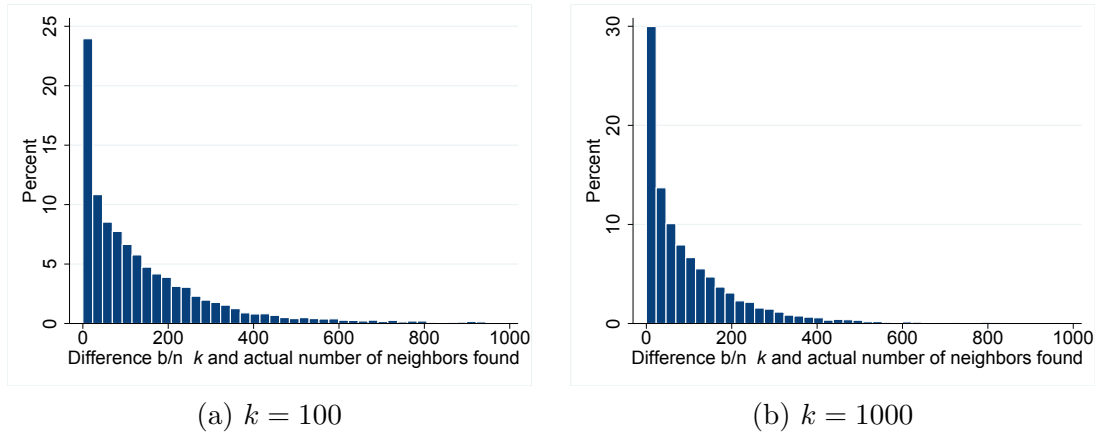 25
20
15
10
5
0
Percent
0 200 400 600 800 1000
Difference b/n k and actual number of neighbors found
(a) k = 100
30
20
10
0
Percent
0 200 400 600 800 1000
Difference b/n k and actual number of neighbors found
(b) k = 1000